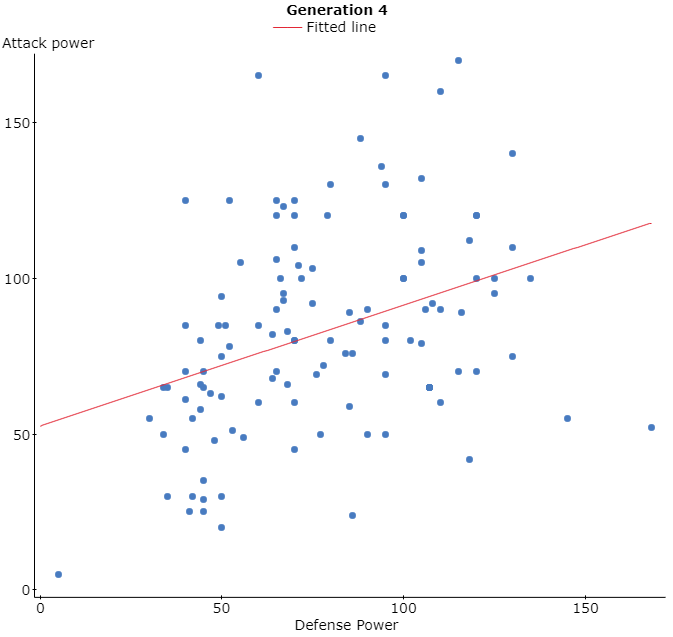 Generation 4
Fitted line
Attack power
150
100
50
0
0 50 100 150
Defense Power